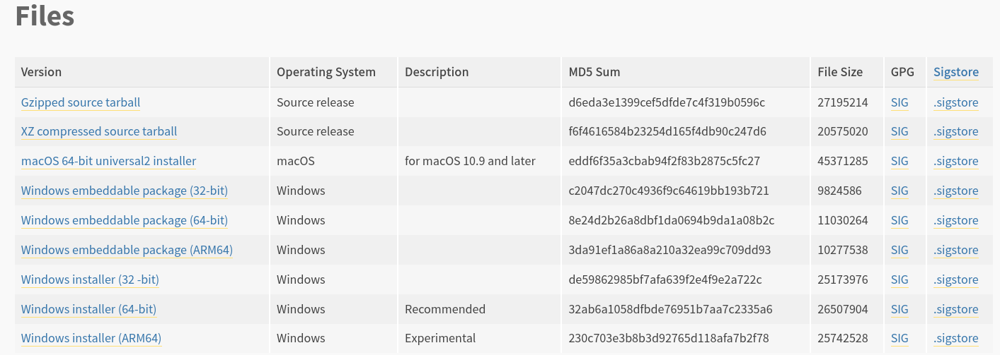 Files
Version Operating System Description MD5 Sum File Size GPG Sigstore
Gzipped source tarball Source release d6eda3e1399cef5dfde7c4f319b0596c 27195214 SIG .sigstore
XZ compressed source tarball Source release f6f4616584b23254d165f4db90c247d6 20575020 SIG .sigstore
macOS 64-bit universal2 installer macOS for macOS 10.9 and later eddf6f35a3cbab94f2f83b2875c5fc27 45371285 SIG .sigstore
Windows embeddable package (32-bit) Windows c2047dc270c4936f9c64619bb193b721 9824586 SIG .sigstore
Windows embeddable package (64-bit) Windows 8e24d2b26a8dbf1da0694b9da1a08b2c 11030264 SIG .sigstore
Windows embeddable package (ARM64) Windows 3da91ef1a86a8a210a32ea99c709dd93 10277538 SIG .sigstore
Windows installer (32 -bit) Windows de59862985bf7afa639f2e4f9e2a722c 25173976 SIG .sigstore
Windows installer (64-bit) Windows Recommended 32ab6a1058dfbde76951b7aa7c2335a6 26507904 SIG .sigstore
Windows installer (ARM64) Windows Experimental 230c703e3b8b3d92765d118afa7b2f78 25742528 SIG .sigstore